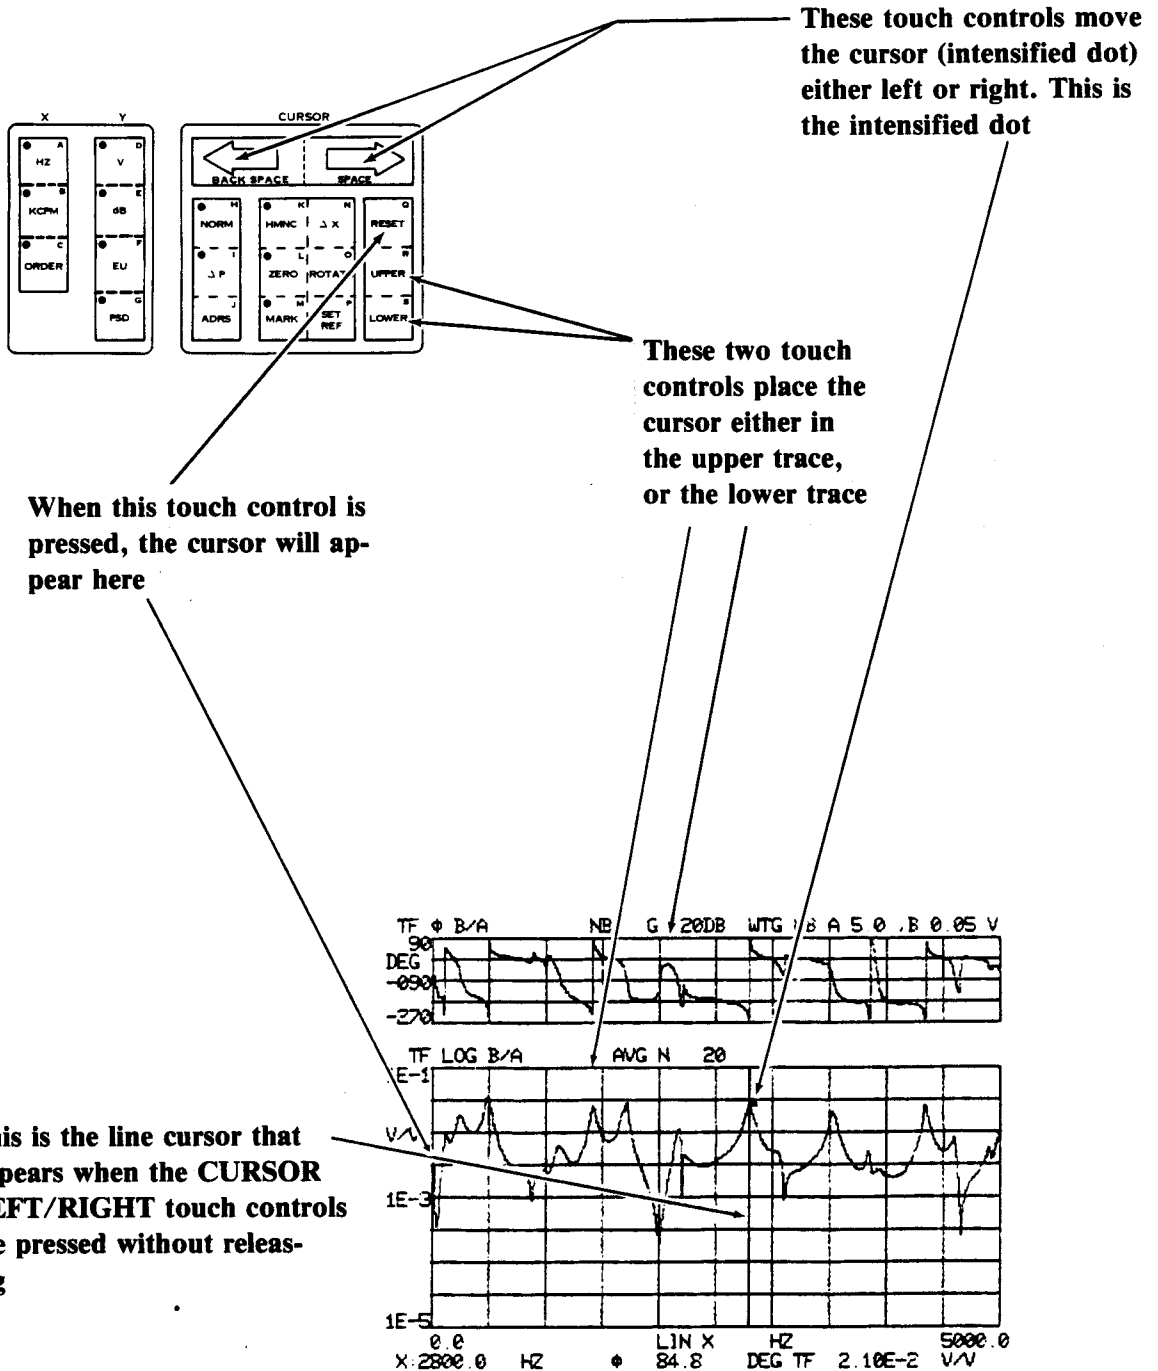 These touch controls move
the cursor (intensified dot)
either left or right. This is
the intensified dot
X Y
CURSOR
A
HZ
B
KCPM
C
ORDER
D
V
E
dB
F
EU
G
PSD
BACK SPACE
SPACE
H
NORM
I
Δ P
J
ADRS
K
HMNC
L
ZERO
M
MARK
N
Δ X
O
ROTAT
P
SET
REF
Q
RESET
R
UPPER
S
LOWER
These two touch
controls place the
cursor either in
the upper trace,
or the lower trace
When this touch control is
pressed, the cursor will ap-
pear here
TF Φ B/A NB G 20DB WTG B A 5.0 ,B 0.05 V
90
DEG
-090
-270
TF LOG B/A AVG N 20
E-1
V/V
1E-3
1E-5
0.0 LIN X HZ 5000.0
X:2800.0 HZ Φ 84.8 DEG TF 2.10E-2 V/V
is is the line cursor that
pears when the CURSOR
EFT/RIGHT touch controls
e pressed without releas-
g